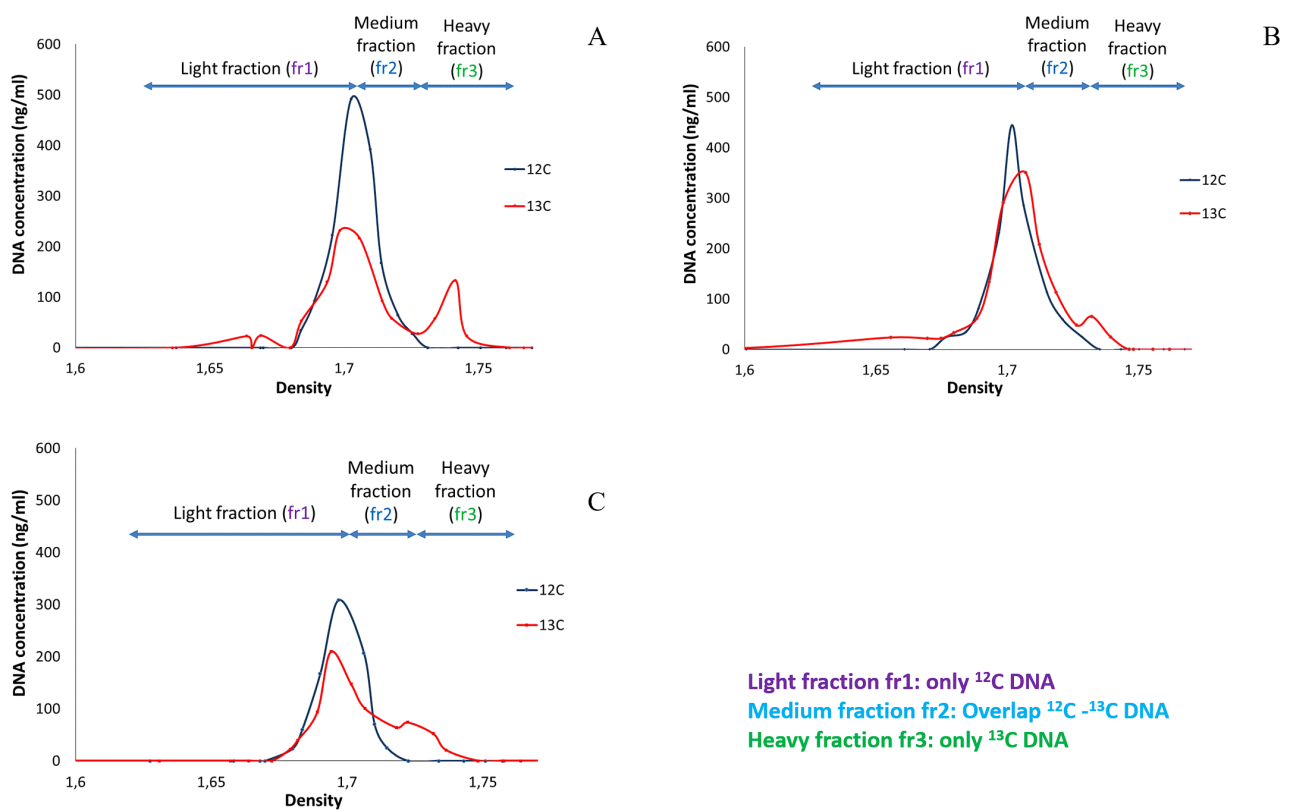 A
Medium
fraction
(fr2)
Heavy
fraction
(fr3)
Light fraction (fr1)
DNA concentration (ng/ml)
600
500
400
300
200
100
0
12C
13C
1,6
1,65
1,7
1,75
Density
B
Medium
fraction
(fr2)
Heavy
fraction
(fr3)
Light fraction (fr1)
DNA concentration (ng/ml)
600
500
400
300
200
100
0
12C
13C
1,6
1,65
1,7
1,75
Density
C
Medium
fraction
(fr2)
Heavy
fraction
(fr3)
Light fraction (fr1)
DNA concentration (ng/ml)
600
500
400
300
200
100
0
12C
13C
1,6
1,65
1,7
1,75
Density
Light fraction fr1: only ¹²C DNA
Medium fraction fr2: Overlap ¹²C -¹³C DNA
Heavy fraction fr3: only ¹³C DNA